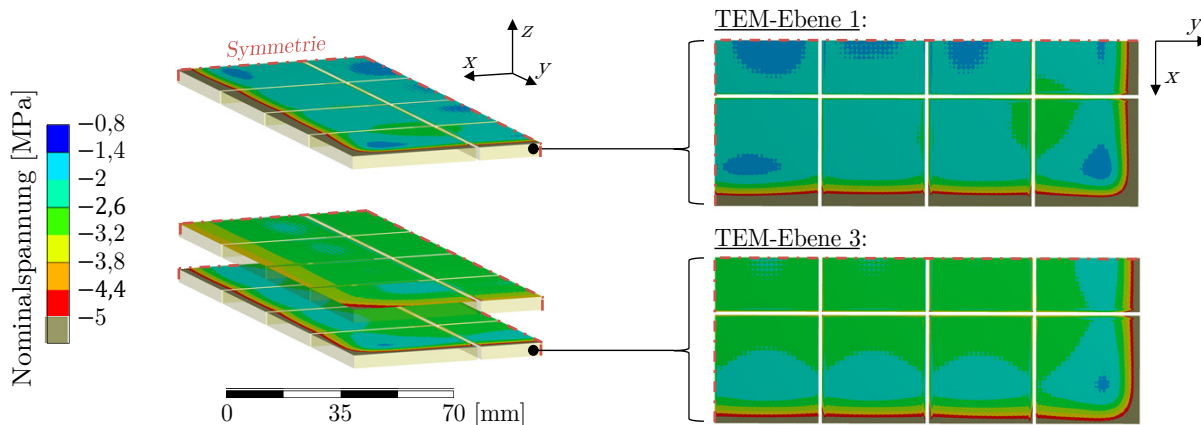 Symmetrie
z
x
y
Nominalspannung [MPa]
−0,8
−1,4
−2
−2,6
−3,2
−3,8
−4,4
−5
0
35
70
[mm]
TEM-Ebene 1:
y
x
TEM-Ebene 3: